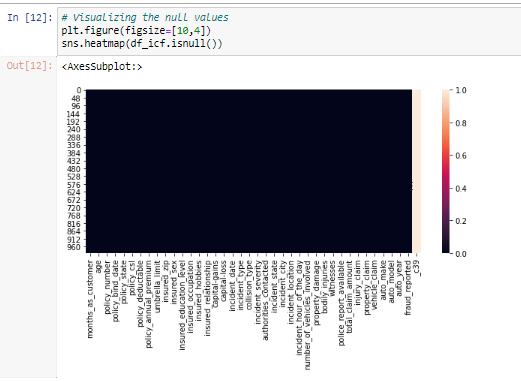 In [12]:
# Visualizing the null values
plt.figure(figsize=[10,4])
sns.heatmap(df_icf.isnull())
Out[12]:
<AxesSubplot:>
0
48
96
144
192
240
288
336
384
432
480
528
576
624
672
720
768
816
864
912
960
1.0
0.8
0.6
0.4
0.2
0.0
months_as_customer
age
policy_number
policy_bind_date
policy_state
policy_csl
policy_deductable
policy_annual_premium
umbrella_limit
insured_zip
insured_sex
insured_education_level
insured_occupation
insured_hobbies
insured_relationship
capital-gains
capital-loss
incident_date
incident_type
collision_type
incident_severity
authorities_contacted
incident_state
incident_city
incident_location
incident_hour_of_the_day
number_of_vehicles_involved
property_damage
bodily_injuries
witnesses
police_report_available
total_claim_amount
injury_claim
property_claim
vehicle_claim
auto_make
auto_model
auto_year
fraud_reported
_c39